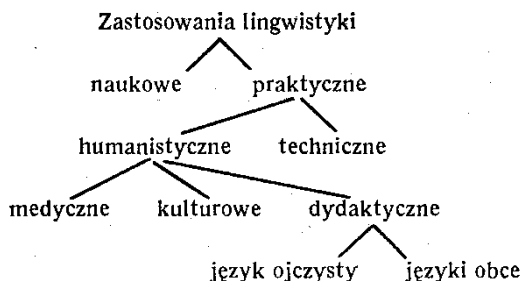 Zastosowania lingwistyki
naukowe praktyczne
humanistyczne techniczne
medyczne kulturowe dydaktyczne
język ojczysty języki obce